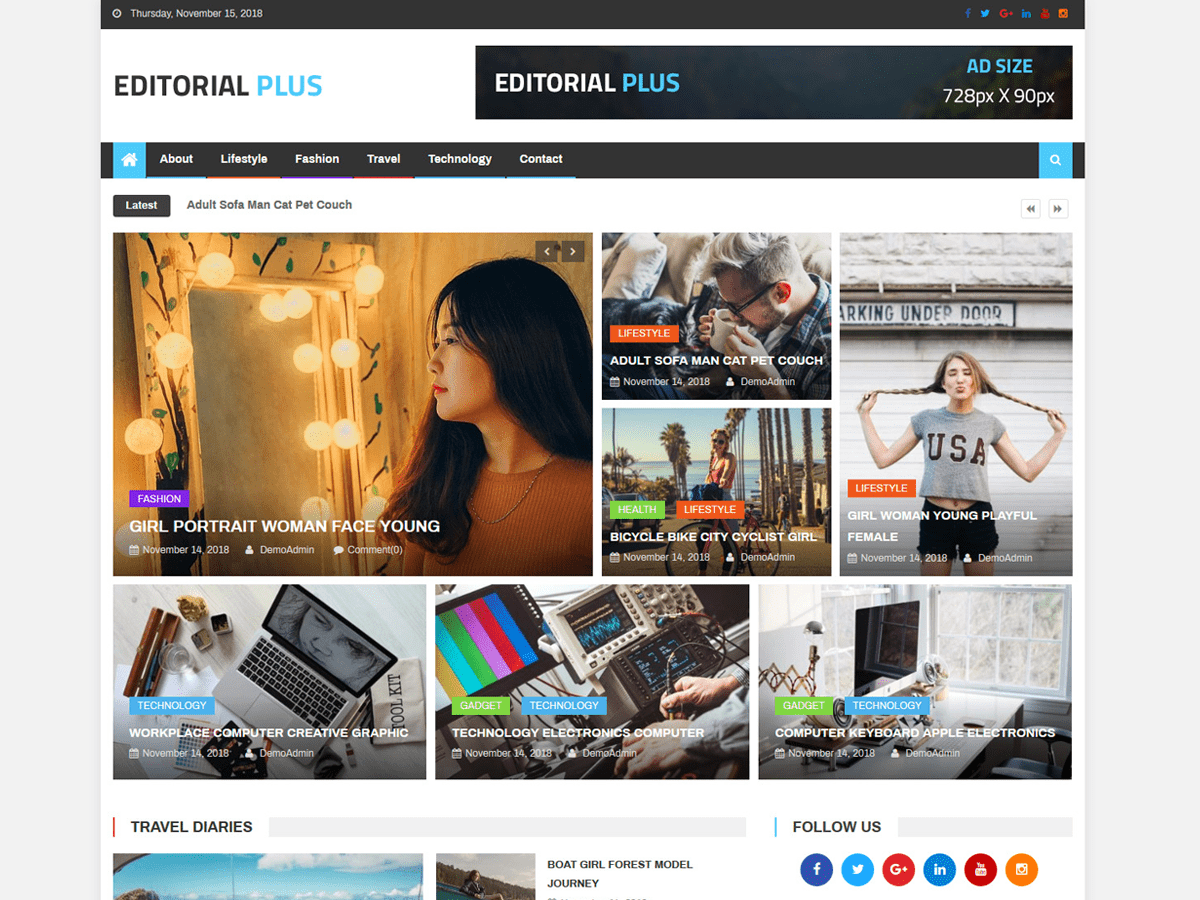 Thursday, November 15, 2018
EDITORIAL PLUS
EDITORIAL PLUS
AD SIZE
728px X 90px
About Lifestyle Fashion Travel Technology Contact
Latest
Adult Sofa Man Cat Pet Couch
FASHION
GIRL PORTRAIT WOMAN FACE YOUNG
November 14, 2018 DemoAdmin Comment(0)
LIFESTYLE
ADULT SOFA MAN CAT PET COUCH
November 14, 2018 DemoAdmin
HEALTH LIFESTYLE
BICYCLE BIKE CITY CYCLIST GIRL
November 14, 2018 DemoAdmin
ARKING UNDER DOOR
USA
LIFESTYLE
GIRL WOMAN YOUNG PLAYFUL
FEMALE
November 14, 2018 DemoAdmin
TOOL KIT
TECHNOLOGY
WORKPLACE COMPUTER CREATIVE GRAPHIC
November 14, 2018 DemoAdmin
GADGET TECHNOLOGY
TECHNOLOGY ELECTRONICS COMPUTER
November 14, 2018 DemoAdmin
GADGET TECHNOLOGY
COMPUTER KEYBOARD APPLE ELECTRONICS
November 14, 2018 DemoAdmin
TRAVEL DIARIES
BOAT GIRL FOREST MODEL
JOURNEY
FOLLOW US